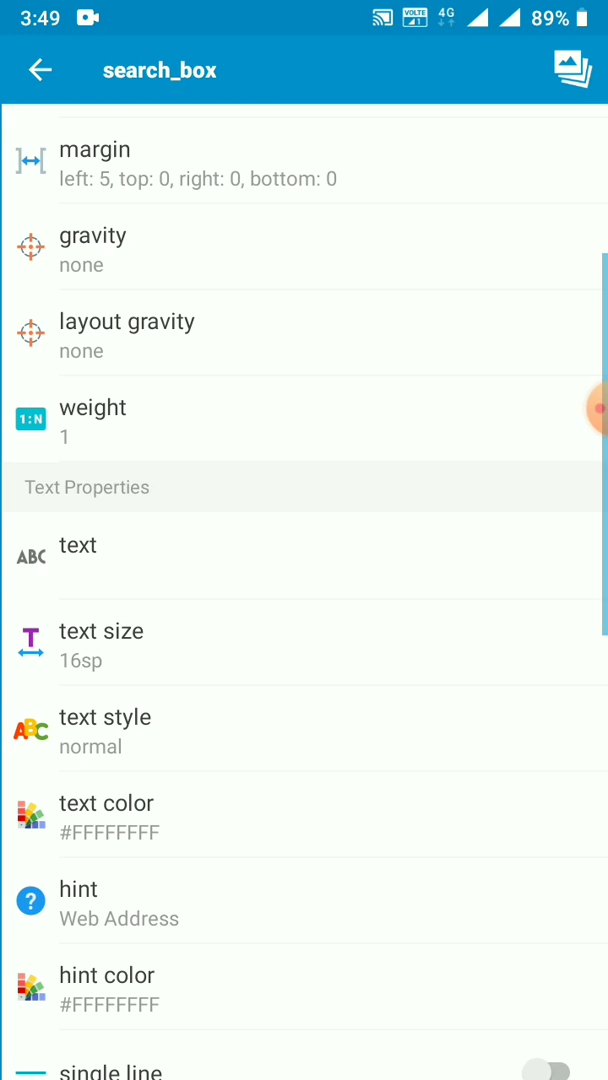 3:49
VOLTE
4G
89%
search_box
margin
left: 5, top: 0, right: 0, bottom: 0
gravity
none
layout gravity
none
1:N
weight
1
Text Properties
ABC
text
T
text size
16sp
ABC
text style
normal
text color
#FFFFFFFF
?
hint
Web Address
hint color
#FFFFFFFF
single line